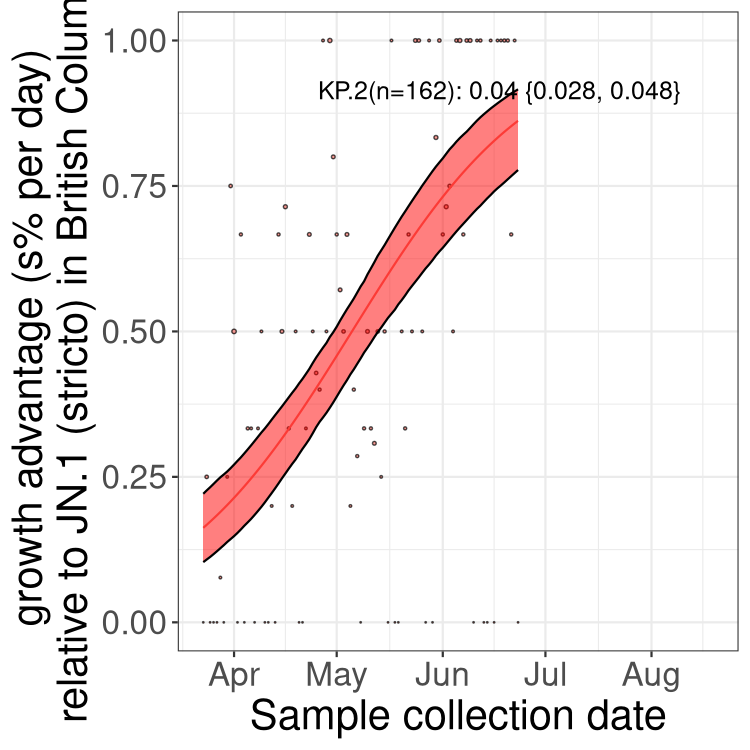 growth advantage (s% per day)
relative to JN.1 (stricto) in British Colum
1.00
0.75
0.50
0.25
0.00
KP.2(n=162): 0.04 {0.028, 0.048}
Apr May Jun Jul Aug
Sample collection date